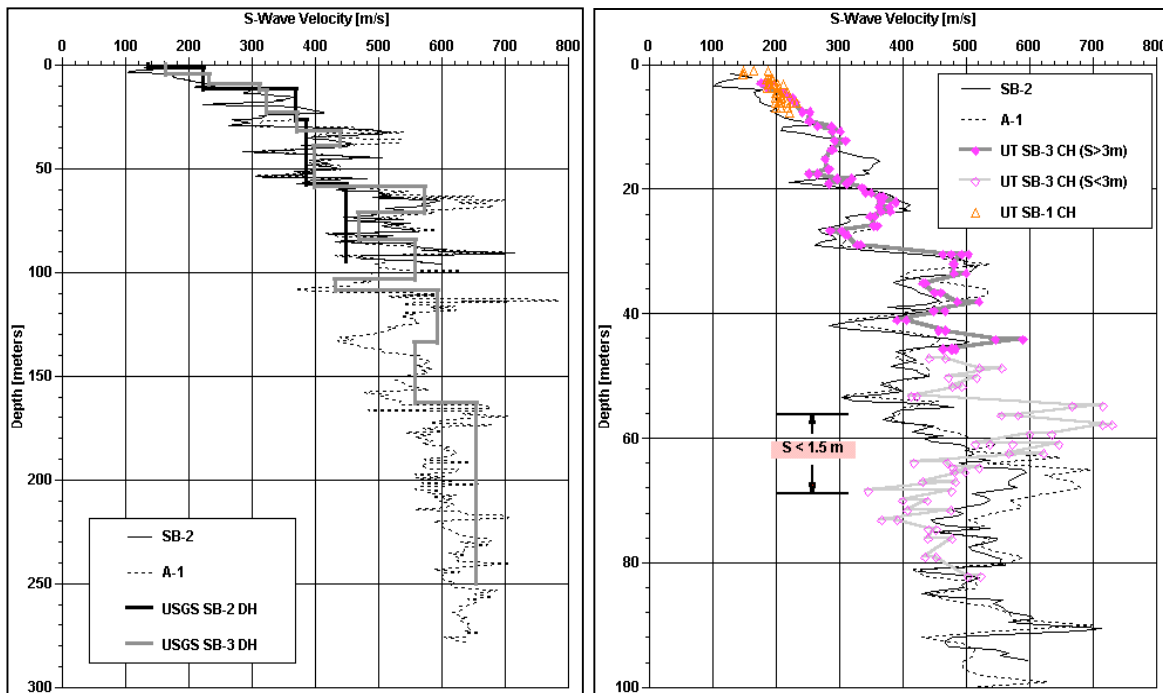 S-Wave Velocity [m/s]
0 100 200 300 400 500 600 700 800
0
50
100
150
200
250
300
Depth [meters]
SB-2
A-1
USGS SB-2 DH
USGS SB-3 DH
S-Wave Velocity [m/s]
0 100 200 300 400 500 600 700 800
0
20
40
60
80
100
Depth [meters]
SB-2
A-1
UT SB-3 CH (S>3m)
UT SB-3 CH (S<3m)
UT SB-1 CH
S < 1.5 m